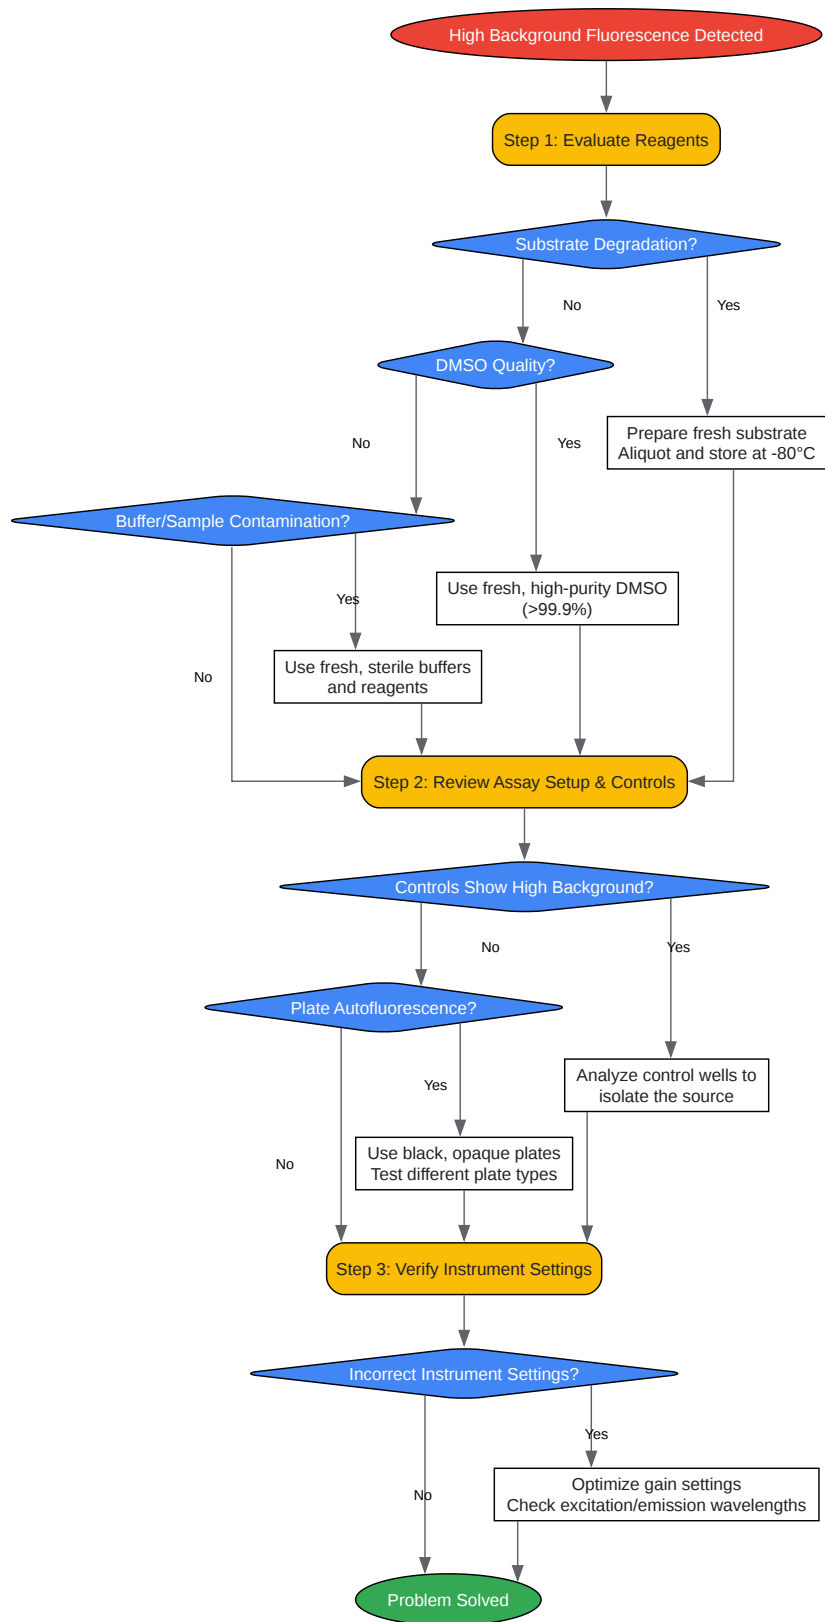 High Background Fluorescence Detected
Step 1: Evaluate Reagents
Substrate Degradation?
No
Yes
DMSO Quality?
Prepare fresh substrate
Aliquot and store at -80°C
No
Yes
Buffer/Sample Contamination?
Use fresh, high-purity DMSO
(>99.9%)
Yes
Use fresh, sterile buffers
and reagents
No
Step 2: Review Assay Setup & Controls
Controls Show High Background?
No
Yes
Plate Autofluorescence?
Analyze control wells to
isolate the source
Yes
Use black, opaque plates
Test different plate types
No
Step 3: Verify Instrument Settings
Incorrect Instrument Settings?
Yes
Optimize gain settings
Check excitation/emission wavelengths
No
Problem Solved